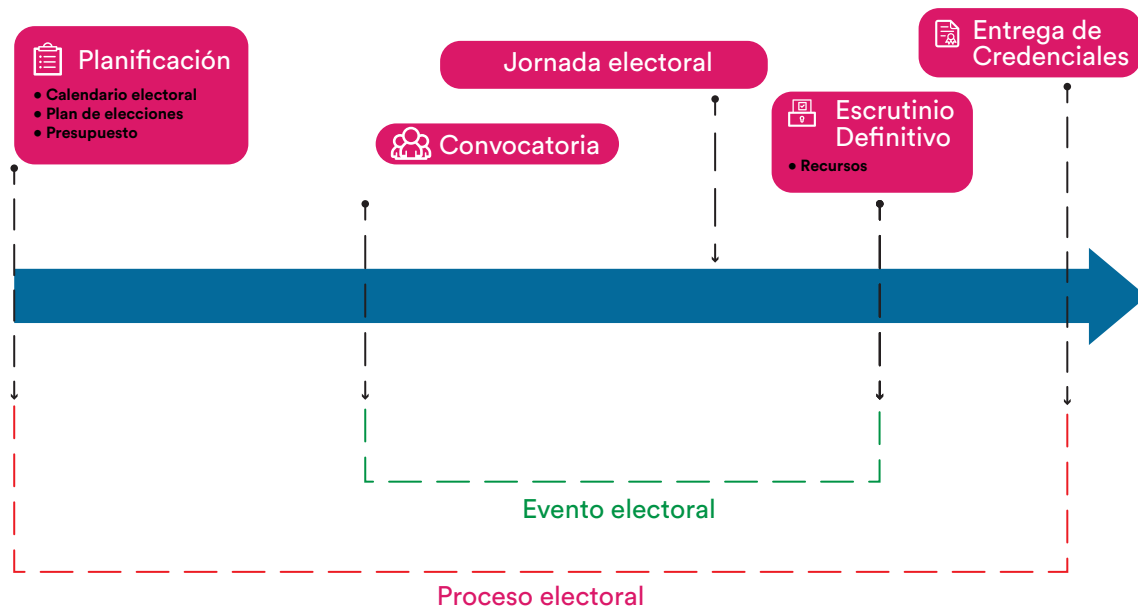 Planificación
• Calendario electoral
• Plan de elecciones
• Presupuesto
Convocatoria
Jornada electoral
Escrutinio
Definitivo
• Recursos
Entrega de
Credenciales
Evento electoral
Proceso electoral